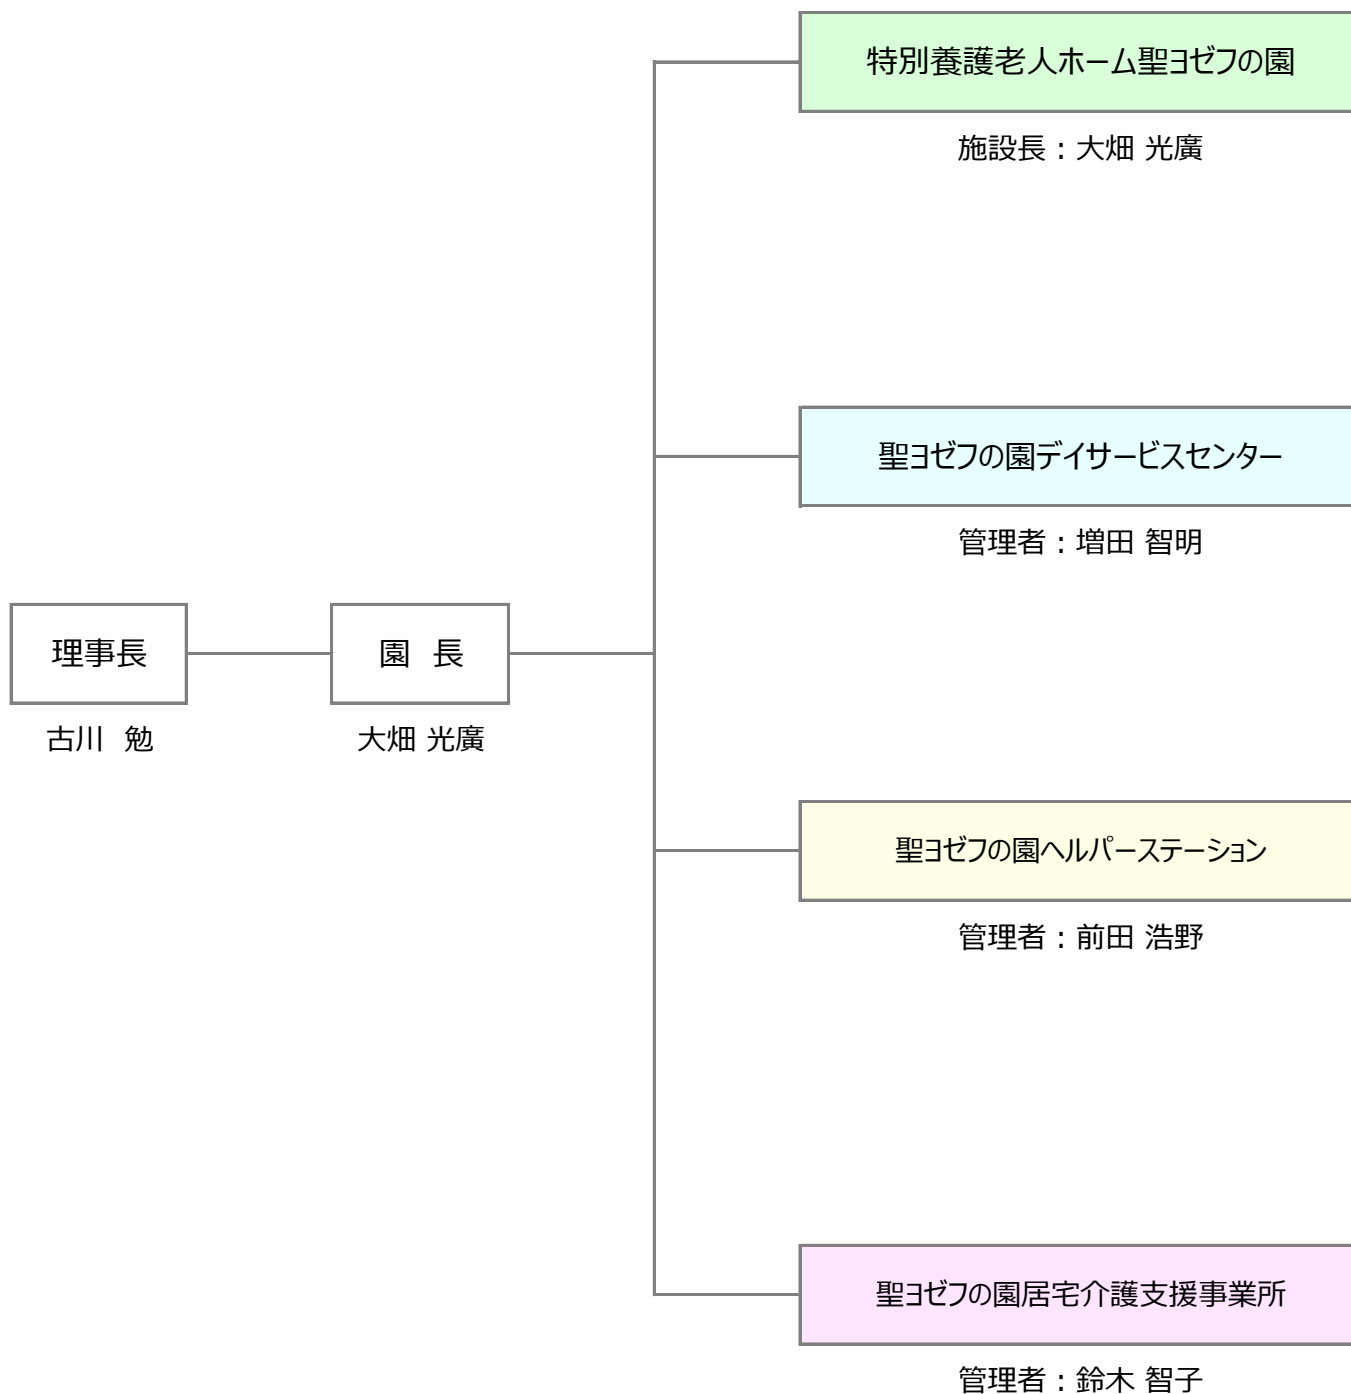 特別養護老人ホーム聖ヨゼフの園
施設長：大畑 光廣
聖ヨゼフの園デイサービスセンター
管理者：増田 智明
理事長
古川 勉
園 長
大畑 光廣
聖ヨゼフの園ヘルパーステーション
管理者：前田 浩野
聖ヨゼフの園居宅介護支援事業所
管理者：鈴木 智子